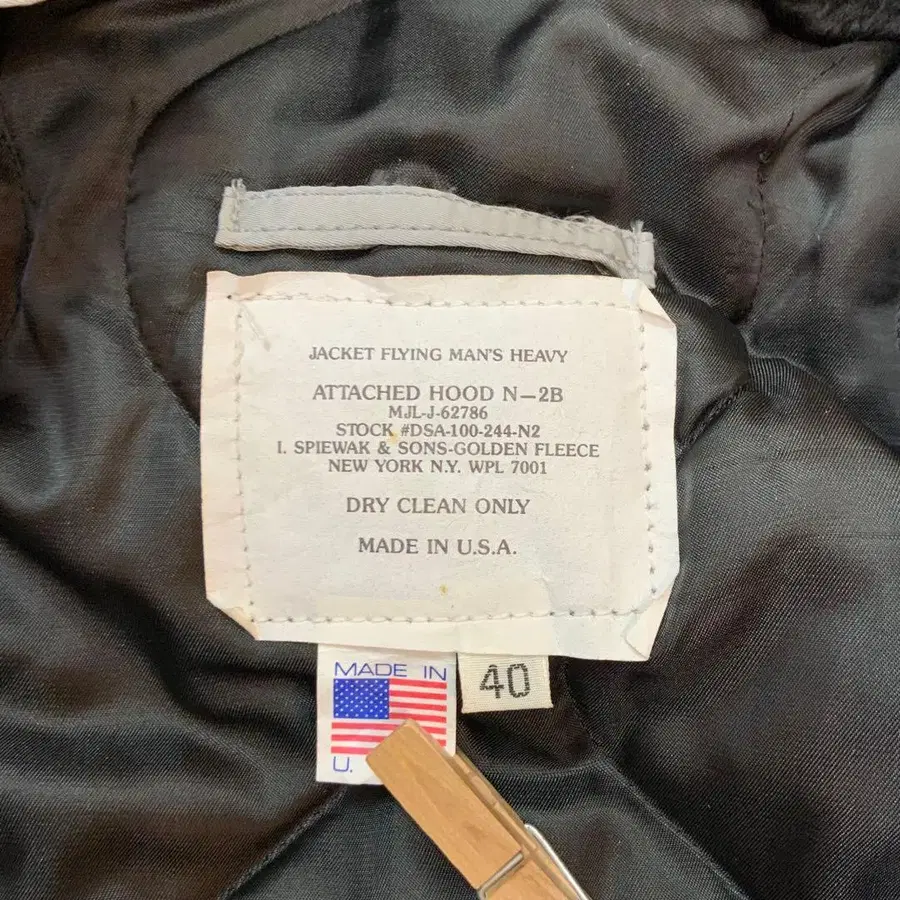 JACKET FLYING MAN'S HEAVY
ATTACHED HOOD N-2B
MJL-J-62786
STOCK #DSA-100-244-N2
I. SPIEWAK & SONS-GOLDEN FLEECE
NEW YORK N.Y. WPL 7001
DRY CLEAN ONLY
MADE IN U.S.A.
MADE IN
U.
40